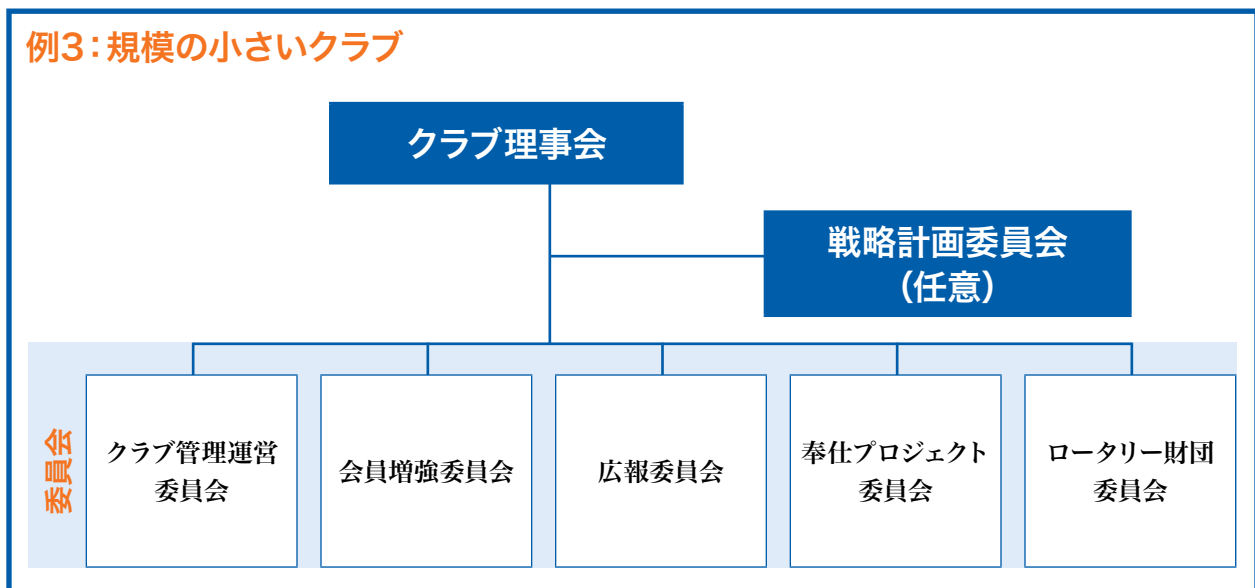 例3：規模の小さいクラブ
クラブ理事会
戦略計画委員会
（任意）
委員会
クラブ管理運営
委員会
会員増強委員会
広報委員会
奉仕プロジェクト
委員会
ロータリー財団
委員会